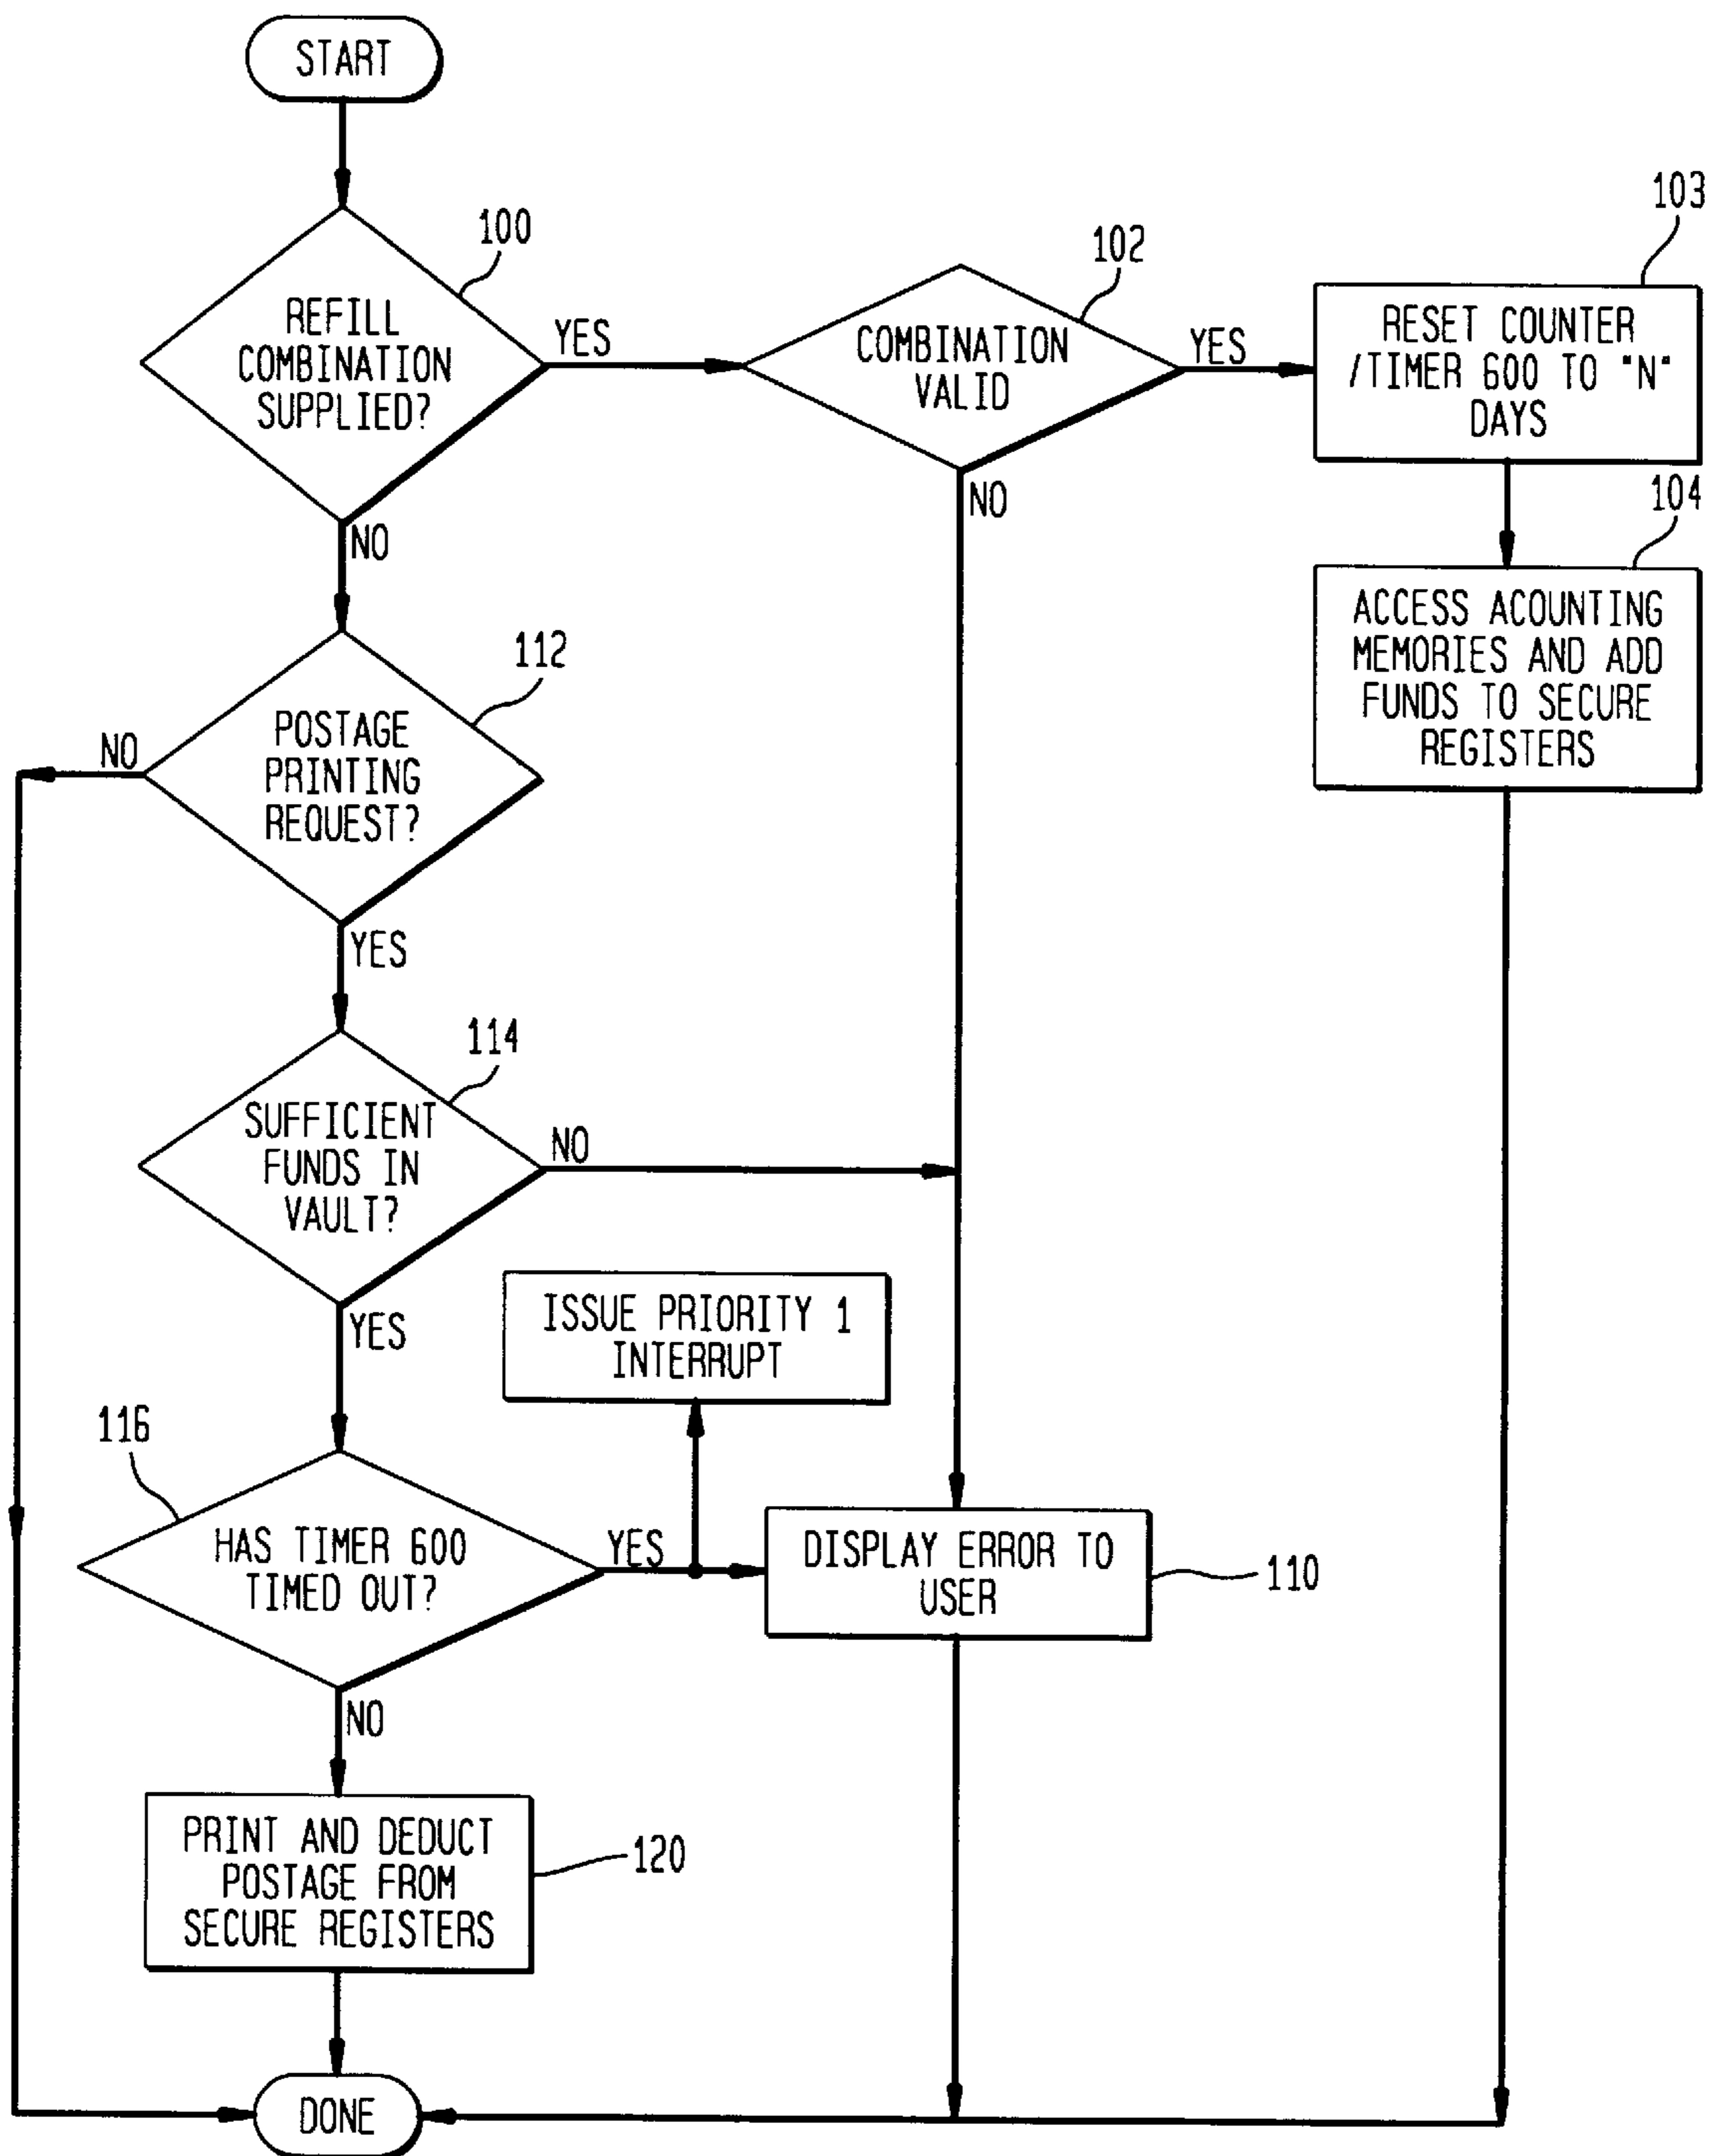 START
100
REFILL
COMBINATION
SUPPLIED?
YES
NO
102
COMBINATION
VALID
YES
NO
103
RESET COUNTER
/TIMER 600 TO "N"
DAYS
104
ACCESS ACOUNTING
MEMORIES AND ADD
FUNDS TO SECURE
REGISTERS
112
POSTAGE
PRINTING
REQUEST?
NO
YES
114
SUFFICIENT
FUNDS IN
VAULT?
NO
YES
ISSUE PRIORITY 1
INTERRUPT
116
HAS TIMER 600
TIMED OUT?
YES
NO
DISPLAY ERROR TO
USER
110
PRINT AND DEDUCT
POSTAGE FROM
SECURE REGISTERS
120
DONE